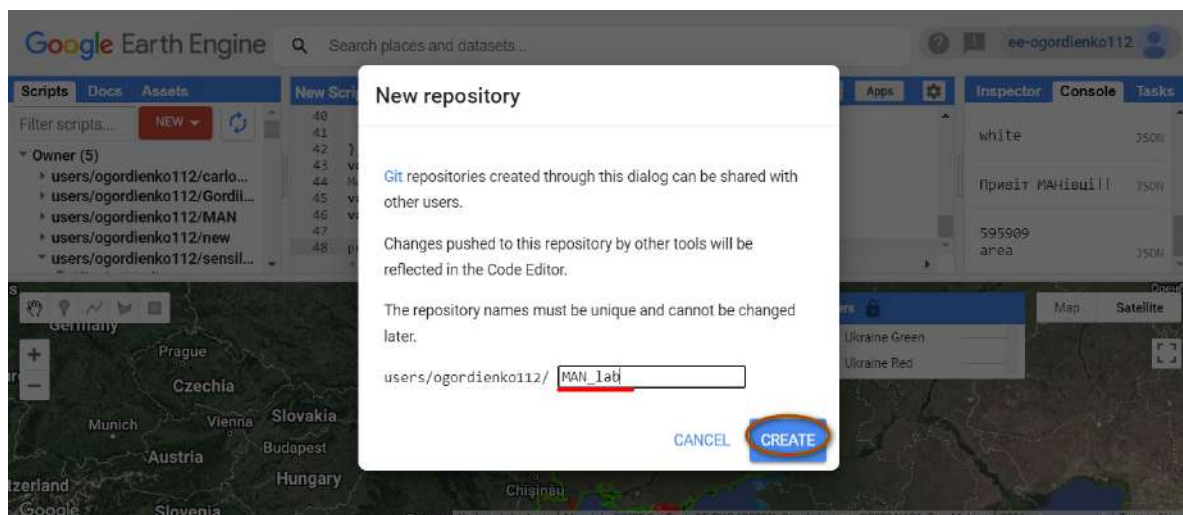 Google Earth Engine
Search places and datasets...
ee-ogordienko112
Scripts Docs Assets
Filter scripts...
NEW
Owner (5)
users/ogordienko112/carlo...
users/ogordienko112/Gordii...
users/ogordienko112/MAN
users/ogordienko112/new
users/ogordienko112/sensil...
New Scri
40
41
42 }
43
44
45
46
47
48
Apps
Inspector Console Tasks
white JSON
Привіт МАНівці!! JSON
595909
area JSON
New repository
Git repositories created through this dialog can be shared with
other users.
Changes pushed to this repository by other tools will be
reflected in the Code Editor.
The repository names must be unique and cannot be changed
later.
users/ogordienko112/ MAN_lab
CANCEL CREATE
Ukraine Green
Ukraine Red
Map Satellite
Germany
Prague
Czechia
Munich
Vienna
Slovakia
Austria
Budapest
Hungary
Chișinău
Google
Slovenia